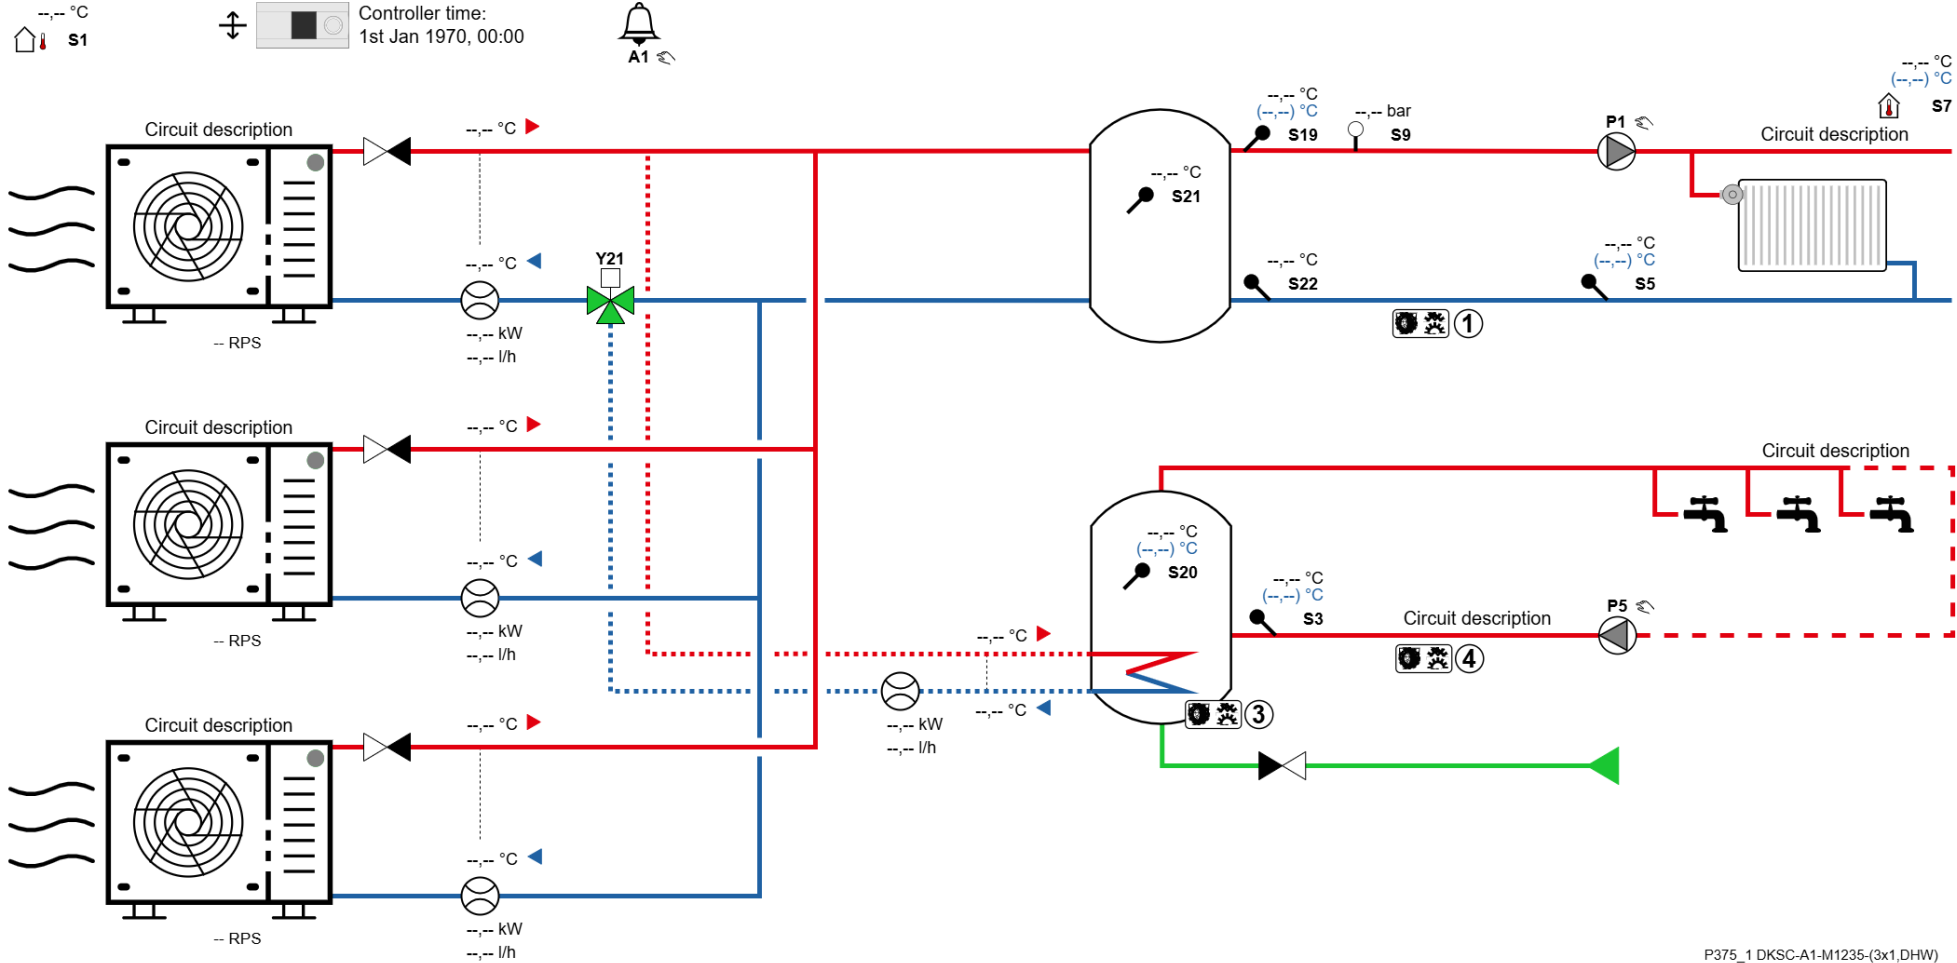 --,-- °C
S1
Controller time:
1st Jan 1970, 00:00
A1
--,-- °C
(--,--) °C
S7
Circuit description
--,-- °C
--,-- °C
(--,--) °C
S19
--,-- bar
S9
P1
Circuit description
--,-- °C
S21
--,-- °C
Y21
--,-- °C
S22
--,-- °C
(--,--) °C
S5
1
--,-- kW
--,-- l/h
-- RPS
Circuit description
--,-- °C
Circuit description
--,-- °C
(--,--) °C
S20
--,-- °C
--,-- °C
(--,--) °C
S3
Circuit description
P5
4
--,-- kW
--,-- l/h
-- RPS
--,-- °C
--,-- °C
3
--,-- kW
--,-- l/h
Circuit description
--,-- °C
--,-- °C
--,-- kW
--,-- l/h
-- RPS
P375_1 DKSC-A1-M1235-(3x1,DHW)